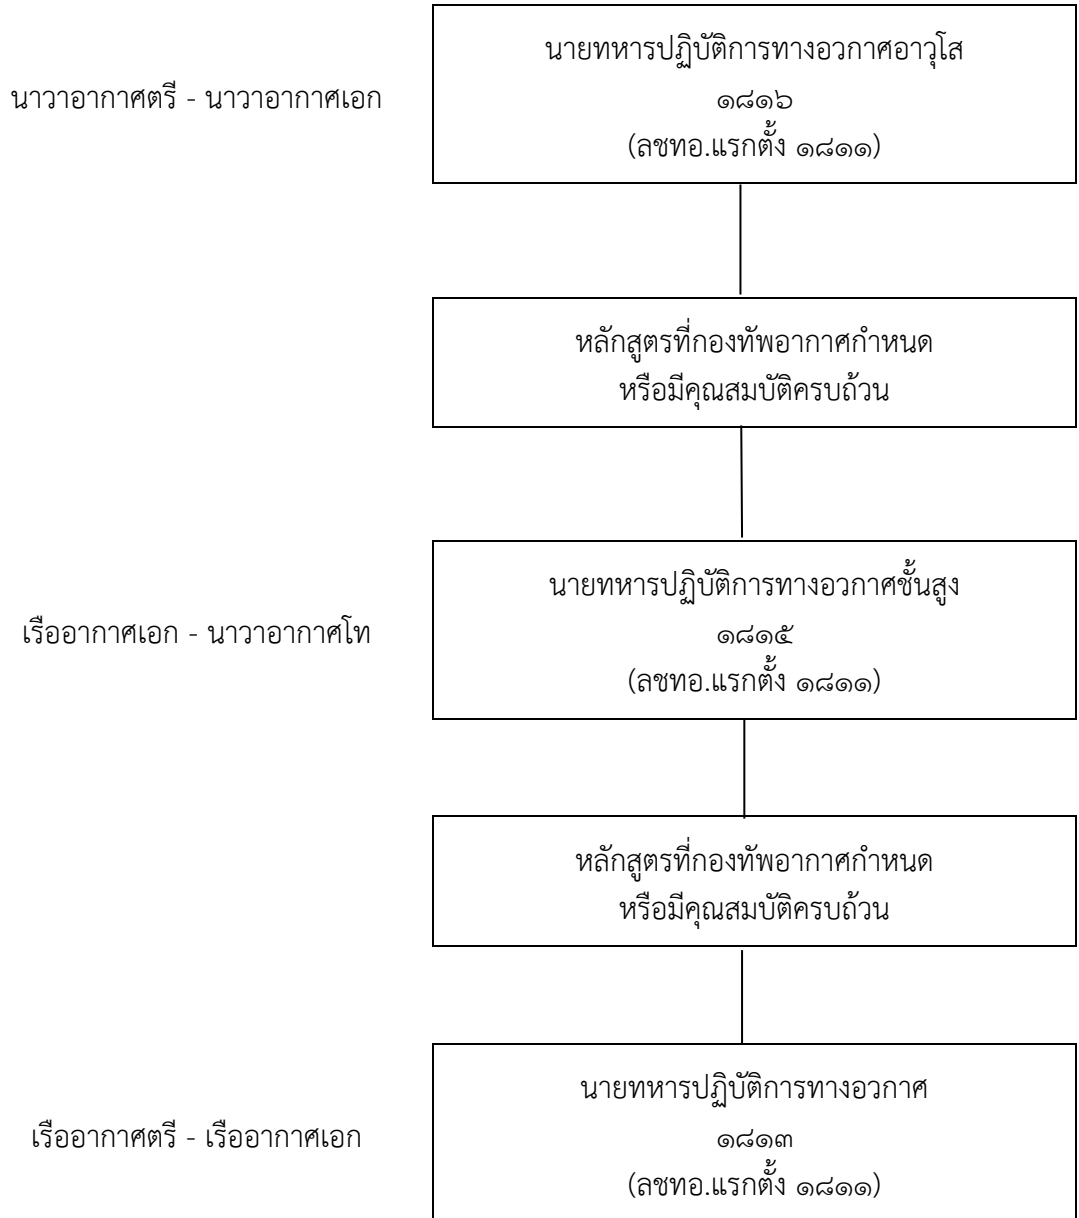 นายทหารปฏิบัติการทางอวกาศอาวุโส
นาวาอากาศตรี - นาวาอากาศเอก
๑๘๑๖
(ลชทอ.แรกตั้ง ๑๘๑๑)
หลักสูตรที่กองทัพอากาศกำหนด
หรือมีคุณสมบัติครบถ้วน
นายทหารปฏิบัติการทางอวกาศชั้นสูง
เรืออากาศเอก - นาวาอากาศโท
๑๘๑๕
(ลชทอ.แรกตั้ง ๑๘๑๑)
หลักสูตรที่กองทัพอากาศกำหนด
หรือมีคุณสมบัติครบถ้วน
นายทหารปฏิบัติการทางอวกาศ
เรืออากาศตรี - เรืออากาศเอก
๑๘๑๓
(ลชทอ.แรกตั้ง ๑๘๑๑)